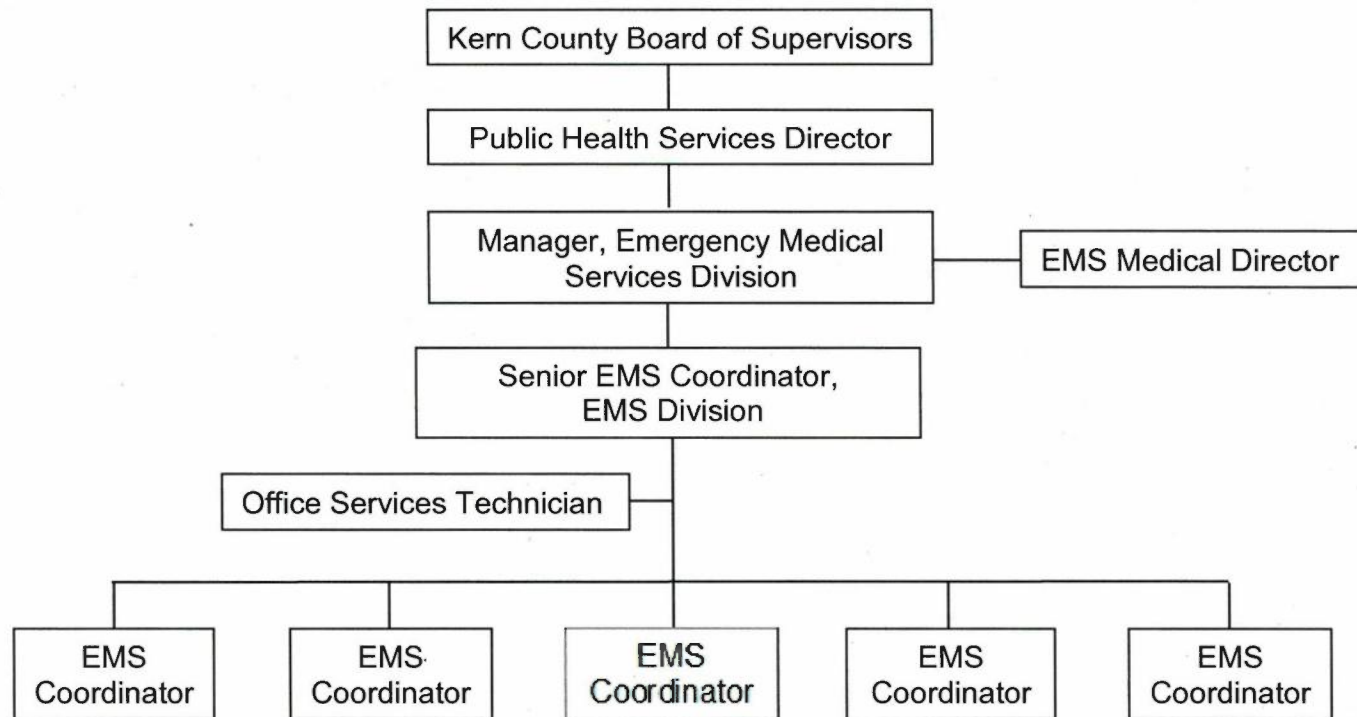 Kern County Board of Supervisors
Public Health Services Director
Manager, Emergency Medical
Services Division
EMS Medical Director
Senior EMS Coordinator,
EMS Division
Office Services Technician
EMS
Coordinator
EMS
Coordinator
EMS
Coordinator
EMS
Coordinator
EMS
Coordinator